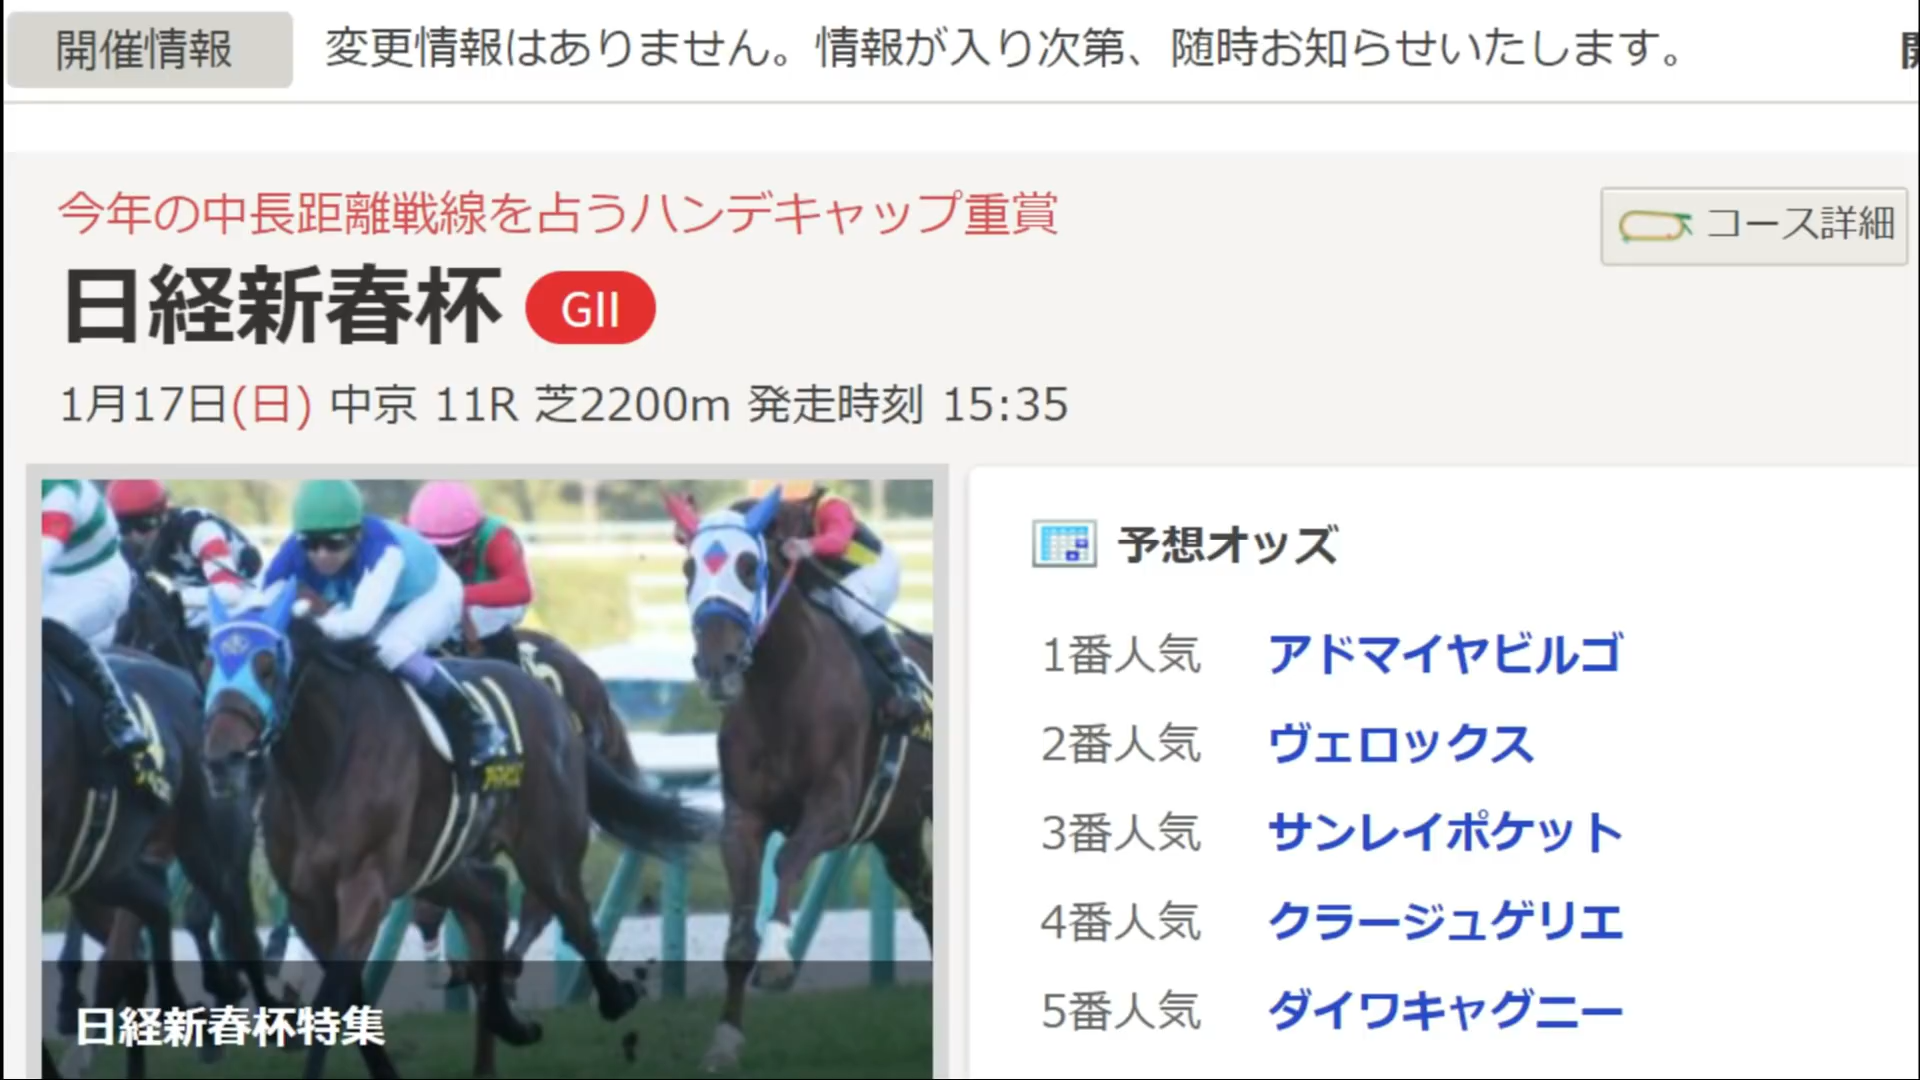 開催情報 変更情報はありません。情報が入り次第、随時お知らせいたします。
今年の中長距離戦線を占うハンデキャップ重賞
コース詳細
日経新春杯 GII
1月17日(日) 中京 11R 芝2200m 発走時刻 15:35
予想オッズ
1番人気 アドマイヤビルゴ
2番人気 ヴェロックス
3番人気 サンレイポケット
4番人気 クラージュゲリエ
5番人気 ダイワキャグニー
日経新春杯特集